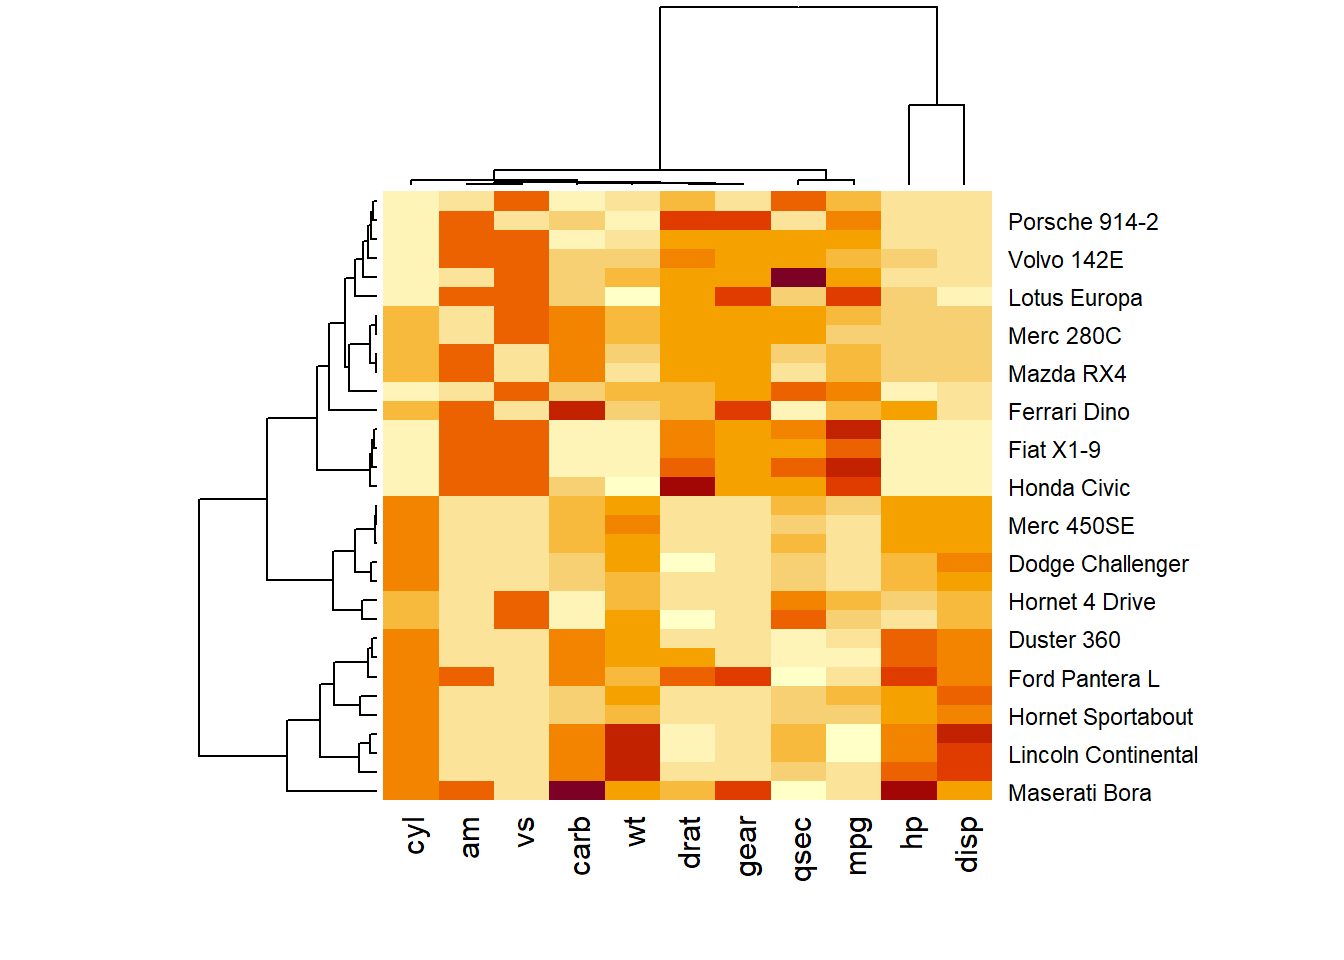 Porsche 914-2
Volvo 142E
Lotus Europa
Merc 280C
Mazda RX4
Ferrari Dino
Fiat X1-9
Honda Civic
Merc 450SE
Dodge Challenger
Hornet 4 Drive
Duster 360
Ford Pantera L
Hornet Sportabout
Lincoln Continental
Maserati Bora
cyl
am
vs
carb
wt
drat
gear
qsec
mpg
hp
disp